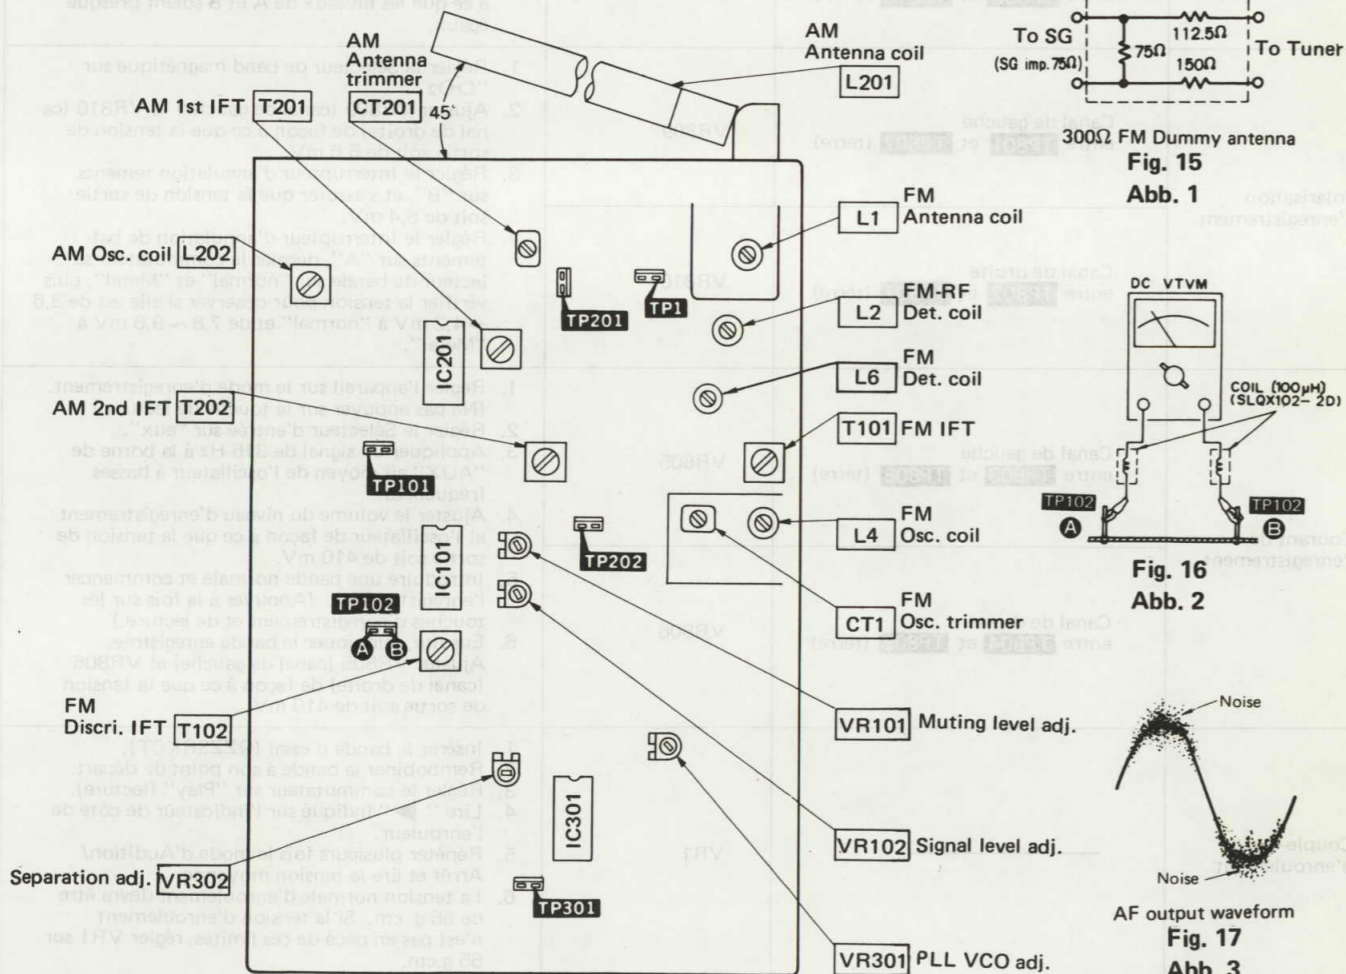 AM
Antenna
trimmer
CT201
45°
AM 1st IFT T201
AM
Antenna coil
L201
AM Osc. coil L202
TP201
TP1
IC201
AM 2nd IFT T202
TP101
IC101
TP202
TP102
A B
FM
Discri. IFT T102
Separation adj. VR302
IC301
TP301
FM
L1 Antenna coil
FM-RF
L2 Det. coil
FM
L6 Det. coil
T101 FM IFT
FM
L4 Osc. coil
FM
CT1 Osc. trimmer
VR101 Muting level adj.
VR102 Signal level adj.
VR301 PLL VCO adj.
To SG
(SG imp. 75Ω)
75Ω
112.5Ω
150Ω
To Tuner
300Ω FM Dummy antenna
Fig. 15
Abb. 1
DC VTVM
COIL (100μH)
(SLQX102-2D)
TP102
A
TP102
B
Fig. 16
Abb. 2
Noise
Noise
AF output waveform
Fig. 17
Abb. 3